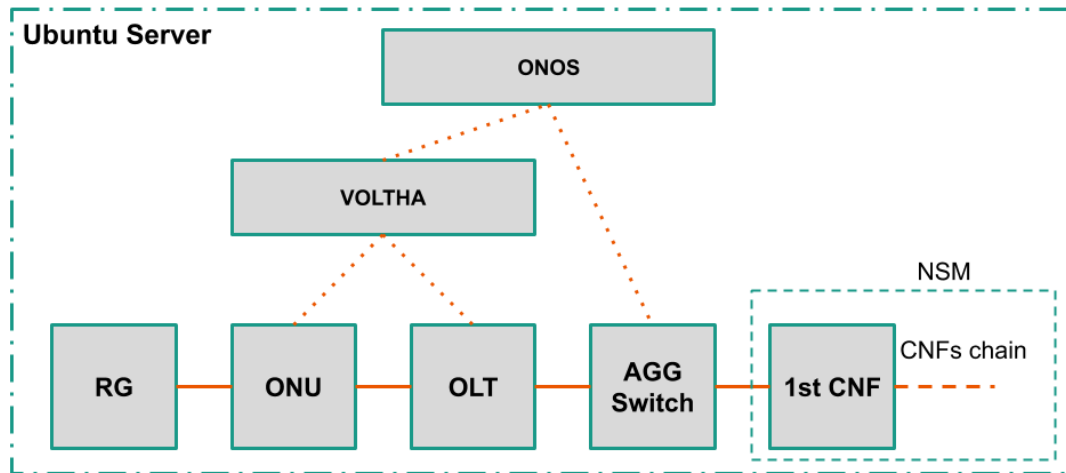 Ubuntu Server
ONOS
VOLTHA
NSM
RG
ONU
OLT
AGG
Switch
1st CNF
CNFs chain